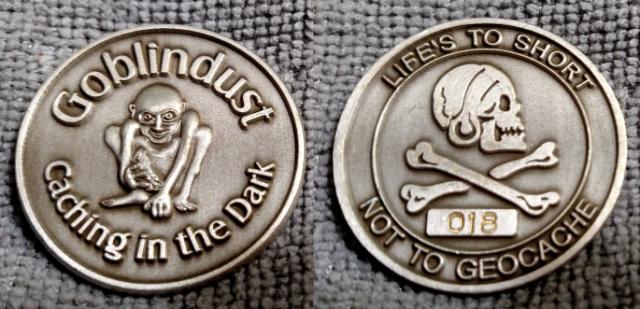 Goblindust
Caching in the Dark
LIFE'S TO SHORT
018
NOT TO GEOCACHE